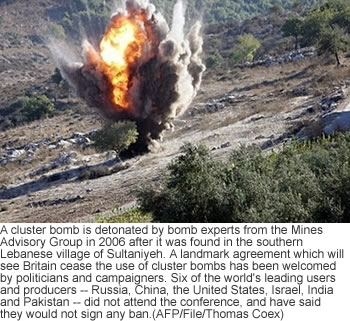 A cluster bomb is detonated by bomb experts from the Mines
Advisory Group in 2006 after it was found in the southern
Lebanese village of Sultaniyeh. A landmark agreement which will
see Britain cease the use of cluster bombs has been welcomed
by politicians and campaigners. Six of the world's leading users
and producers -- Russia, China, the United States, Israel, India
and Pakistan -- did not attend the conference, and have said
they would not sign any ban.(AFP/File/Thomas Coex)